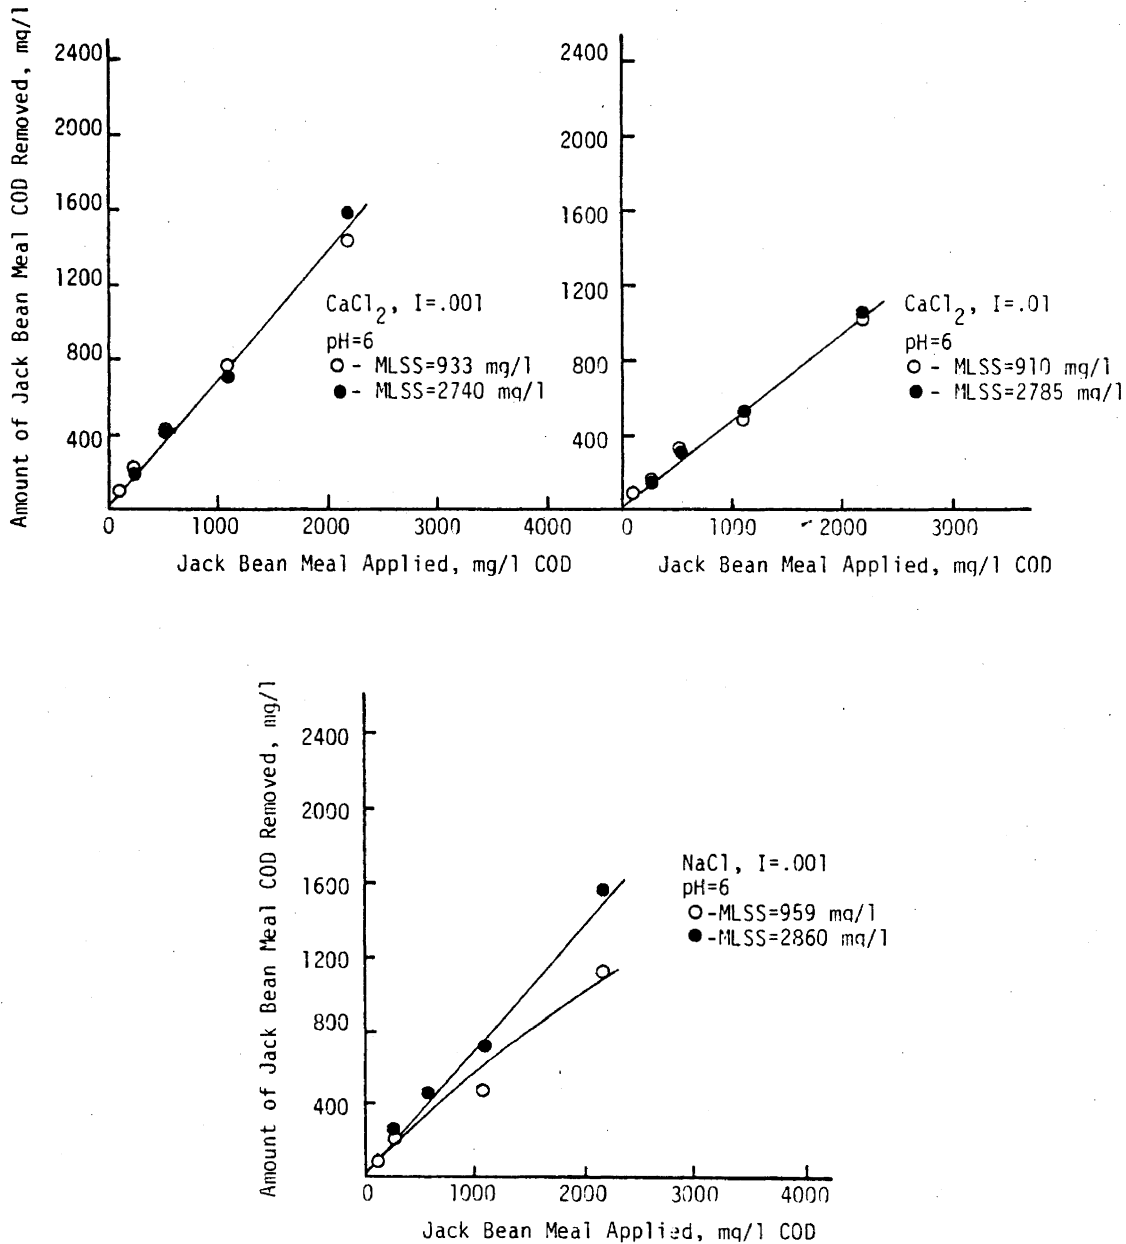 Amount of Jack Bean Meal COD Removed, mg/l
2400
2000
1600
1200
800
400
0 1000 2000 3000 4000
Jack Bean Meal Applied, mg/l COD
CaCl2, I=.001
pH=6
- MLSS=933 mg/l
- MLSS=2740 mg/l
2400
2000
1600
1200
800
400
0 1000 2000 3000
Jack Bean Meal Applied, mg/l COD
CaCl2, I=.01
pH=6
- MLSS=910 mg/l
- MLSS=2785 mg/l
Amount of Jack Bean Meal COD Removed, mg/l
2400
2000
1600
1200
800
400
0 1000 2000 3000 4000
Jack Bean Meal Applied, mg/l COD
NaCl, I=.001
pH=6
-MLSS=959 mg/l
-MLSS=2860 mg/l